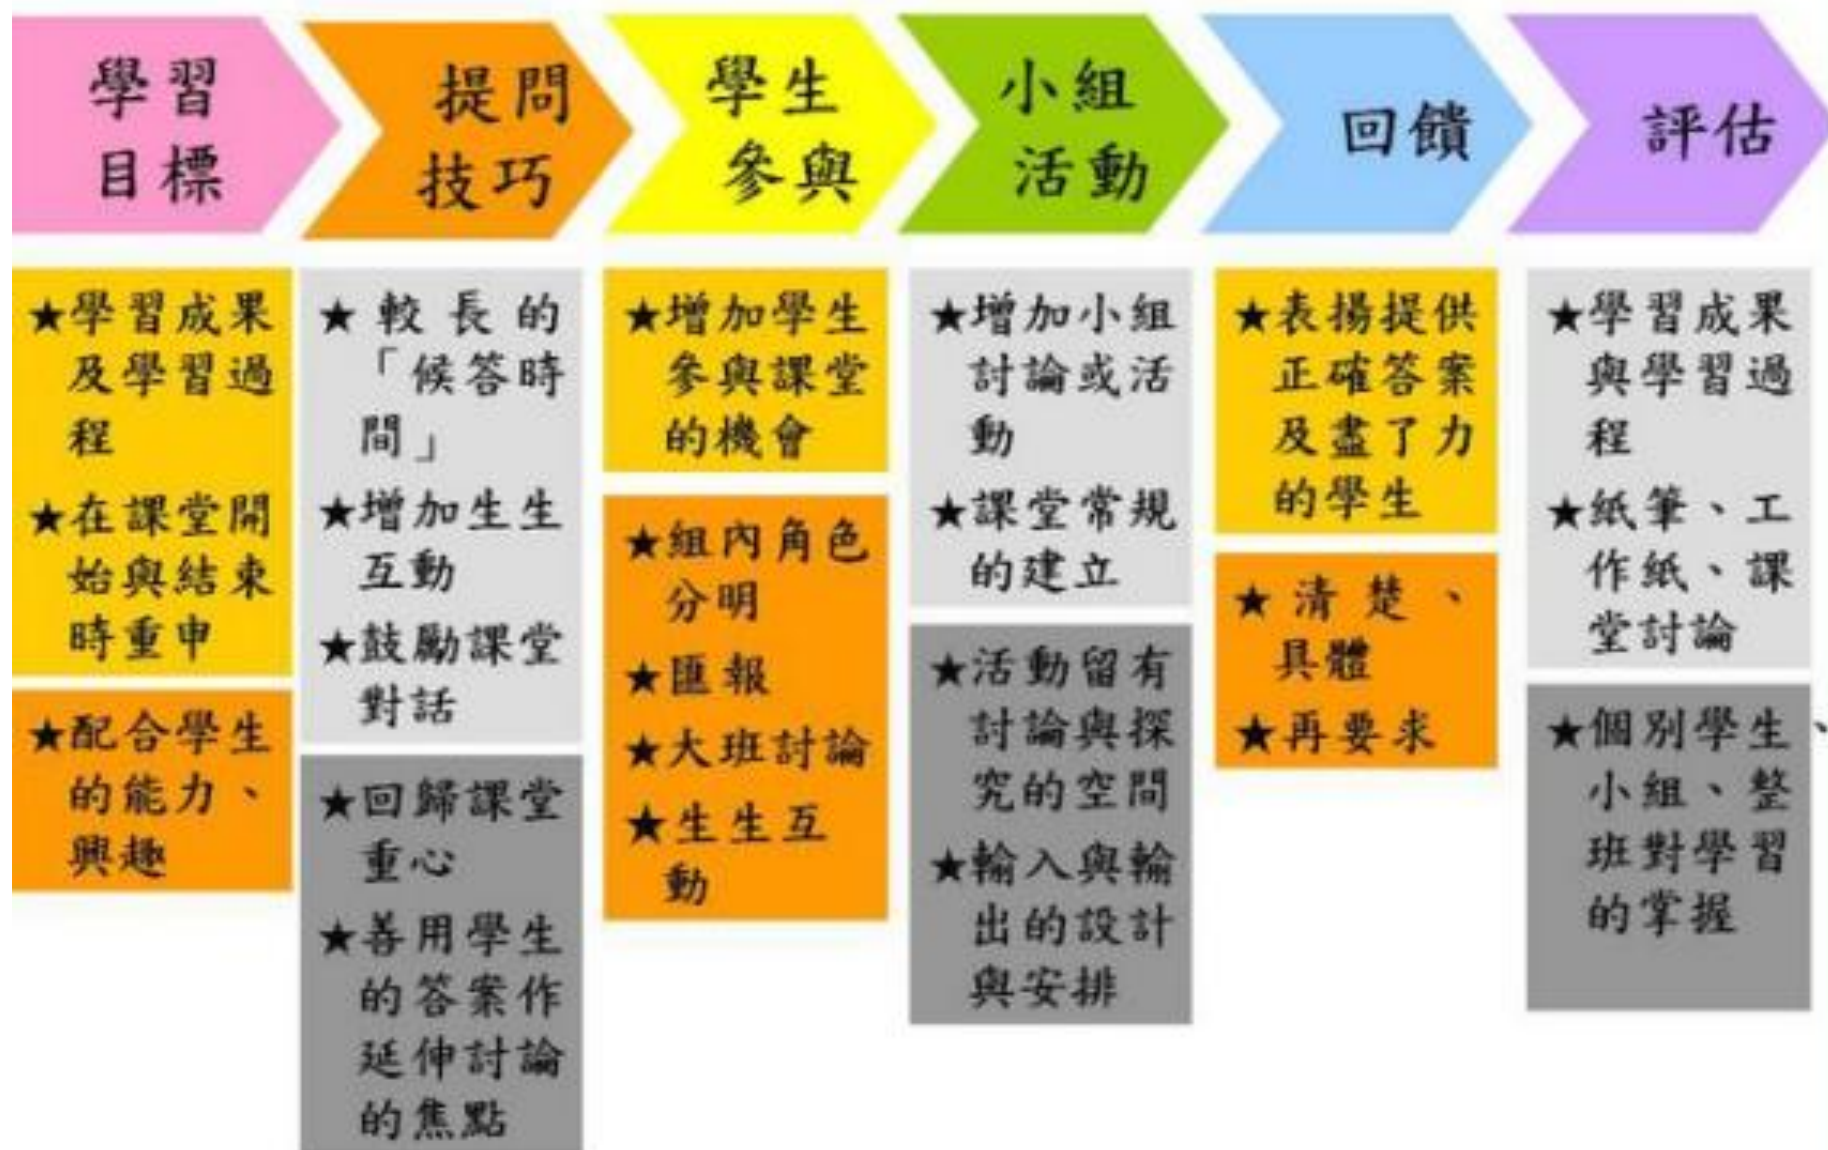 學習
目標
提問
技巧
學生
參與
小組
活動
回饋
評估
★學習成果
及學習過
程
★在課堂開
始與結束
時重申
★配合學生
的能力、
興趣
★較長的
「候答時
間」
★增加生生
互動
★鼓勵課堂
對話
★回歸課堂
重心
★善用學生
的答案作
延伸討論
的焦點
★增加學生
參與課堂
的機會
★組內角色
分明
★匯報
★大班討論
★生生互
動
★增加小組
討論或活
動
★課堂常規
的建立
★活動留有
討論與探
究的空間
★輸入與輸
出的設計
與安排
★表揚提供
正確答案
及盡了力
的學生
★清楚、
具體
★再要求
★學習成果
與學習過
程
★紙筆、工
作紙、課
堂討論
★個別學生、
小組、整
班對學習
的掌握